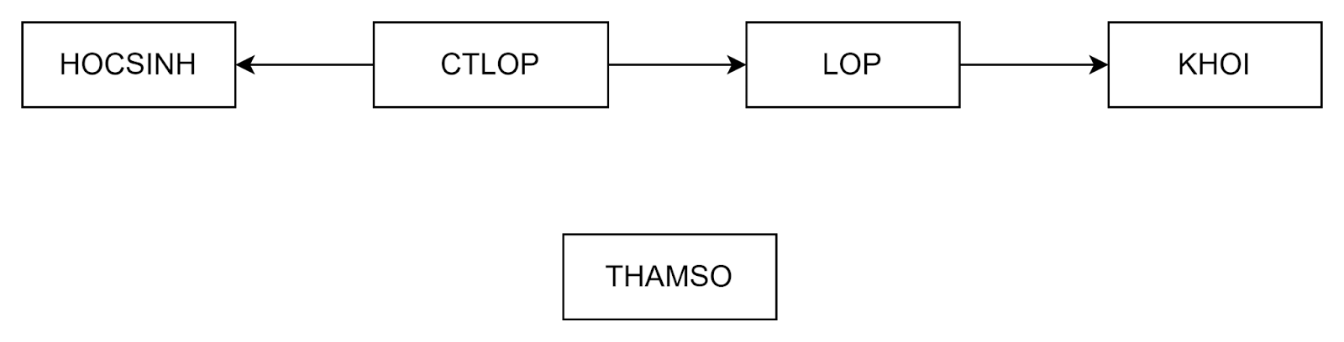 HOCSINH
CTLOP
LOP
KHOI
THAMSO